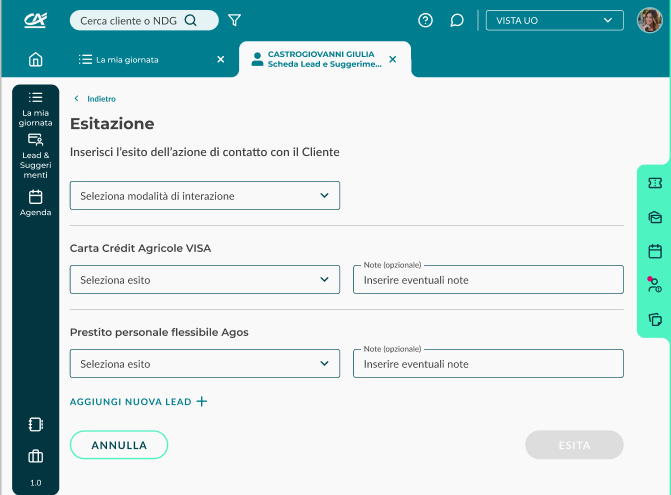 CA
Cerca cliente o NDG
VISTA UO
La mia giornata
CASTROGIOVANNI GIULIA
Scheda Lead e Suggerime...
La mia
giornata
Lead &
Suggeri
menti
Agenda
1.0
Indietro
Esitazione
Inserisci l'esito dell'azione di contatto con il Cliente
Seleziona modalità di interazione
Carta Crédit Agricole VISA
Seleziona esito
Note (opzionale)
Inserire eventuali note
Prestito personale flessibile Agos
Seleziona esito
Note (opzionale)
Inserire eventuali note
AGGIUNGI NUOVA LEAD +
ANNULLA
ESITA